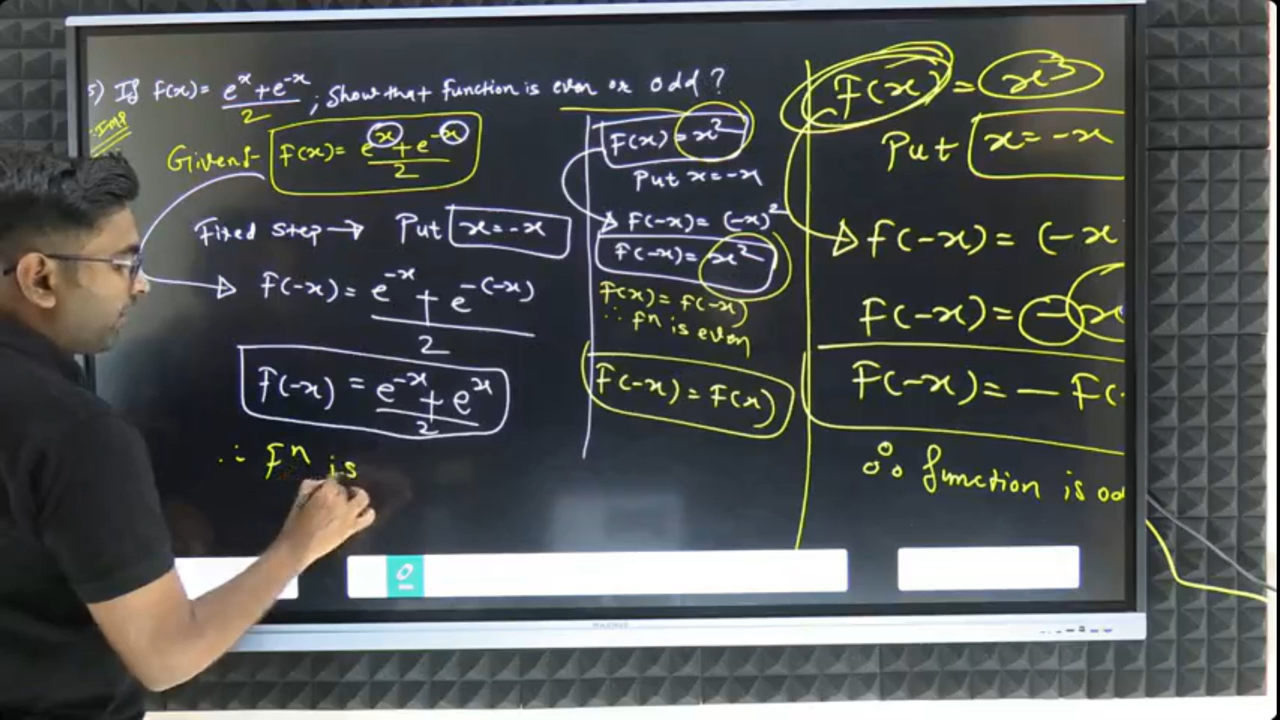 5) If f(x) = e^x + e^-x / 2 ; Show that function is even or odd ?
:IMP
Given:- f(x) = e^x + e^-x / 2
First step → Put x = -x
f(-x) = e^-x + e^-(-x) / 2
f(-x) = e^-x + e^x / 2
∴ fⁿ is
f(x) = x²
Put x = -x
f(-x) = (-x)²
f(-x) = x²
f(x) = f(-x)
∴ fⁿ is even
f(-x) = f(x)
f(x) = x³
Put x = -x
f(-x) = (-x
f(-x) = -x
f(-x) = - f(
∴ function is od